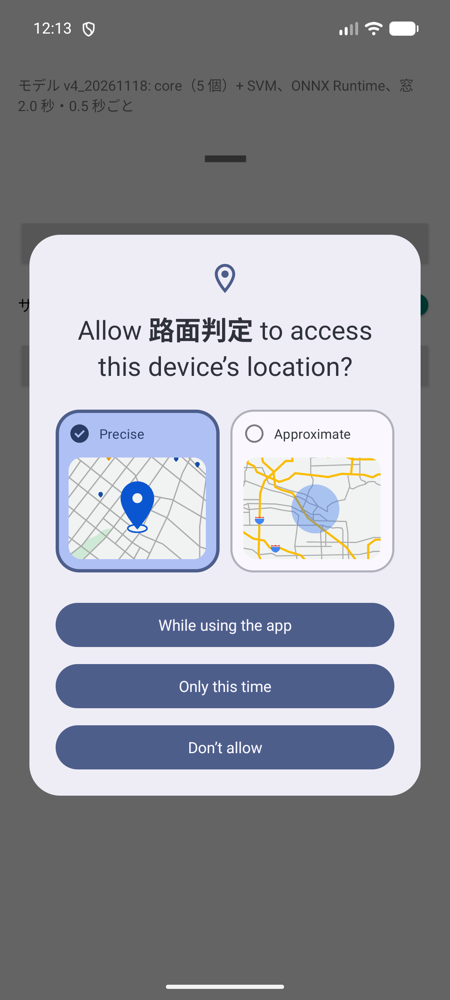 12:13
モデル v4_20261118: core（5 個）+ SVM、ONNX Runtime、窓
2.0 秒・0.5 秒ごと
サ
Allow 路面判定 to access
this device’s location?
Precise
Approximate
While using the app
Only this time
Don’t allow